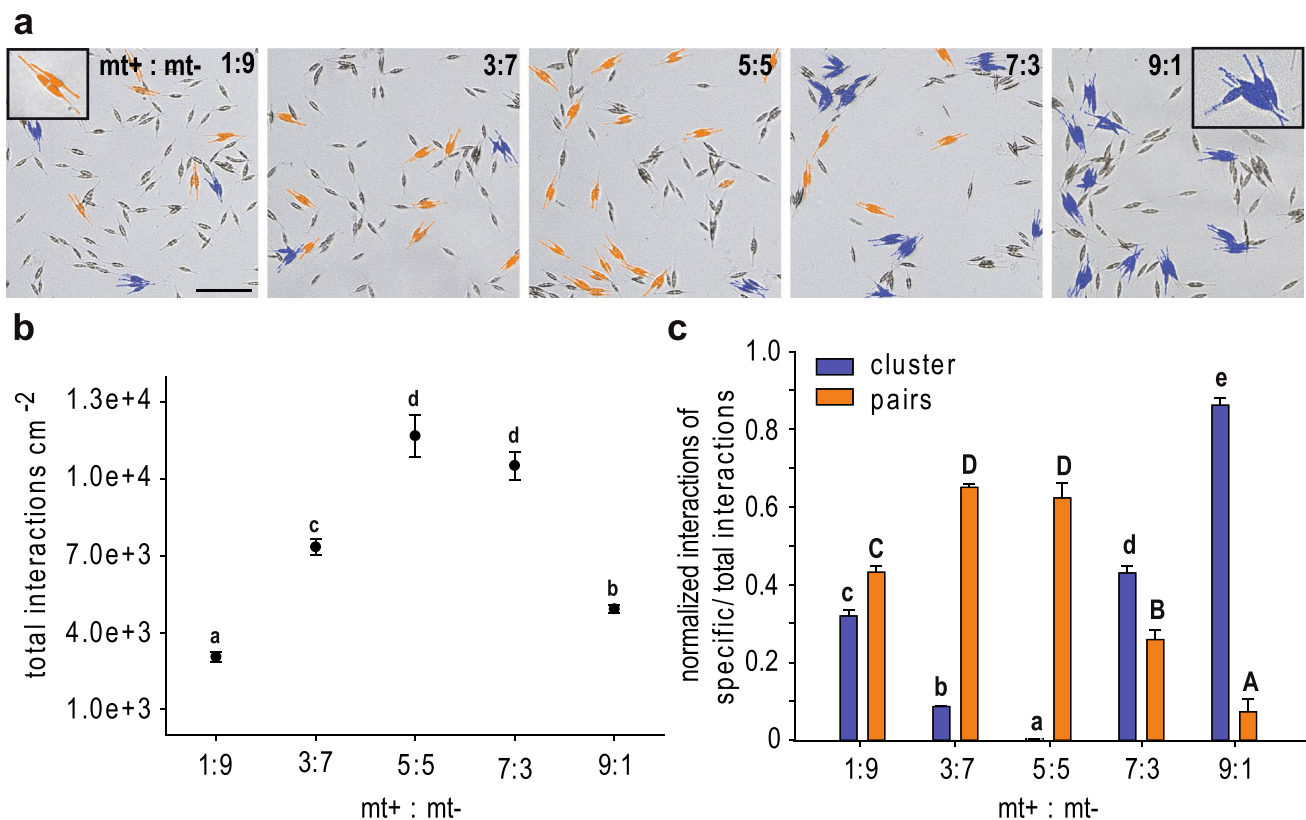 a
mt+ : mt- 1:9
3:7
5:5
7:3
9:1
b
total interactions cm-2
1.3e+4
1.0e+4
7.0e+3
4.0e+3
1.0e+3
a
c
d
d
b
1:9
3:7
5:5
7:3
9:1
mt+ : mt-
c
normalized interactions of
specific/total interactions
1.0
0.8
0.6
0.4
0.2
0
cluster
pairs
c
C
b
D
a
D
d
B
e
A
1:9
3:7
5:5
7:3
9:1
mt+ : mt-